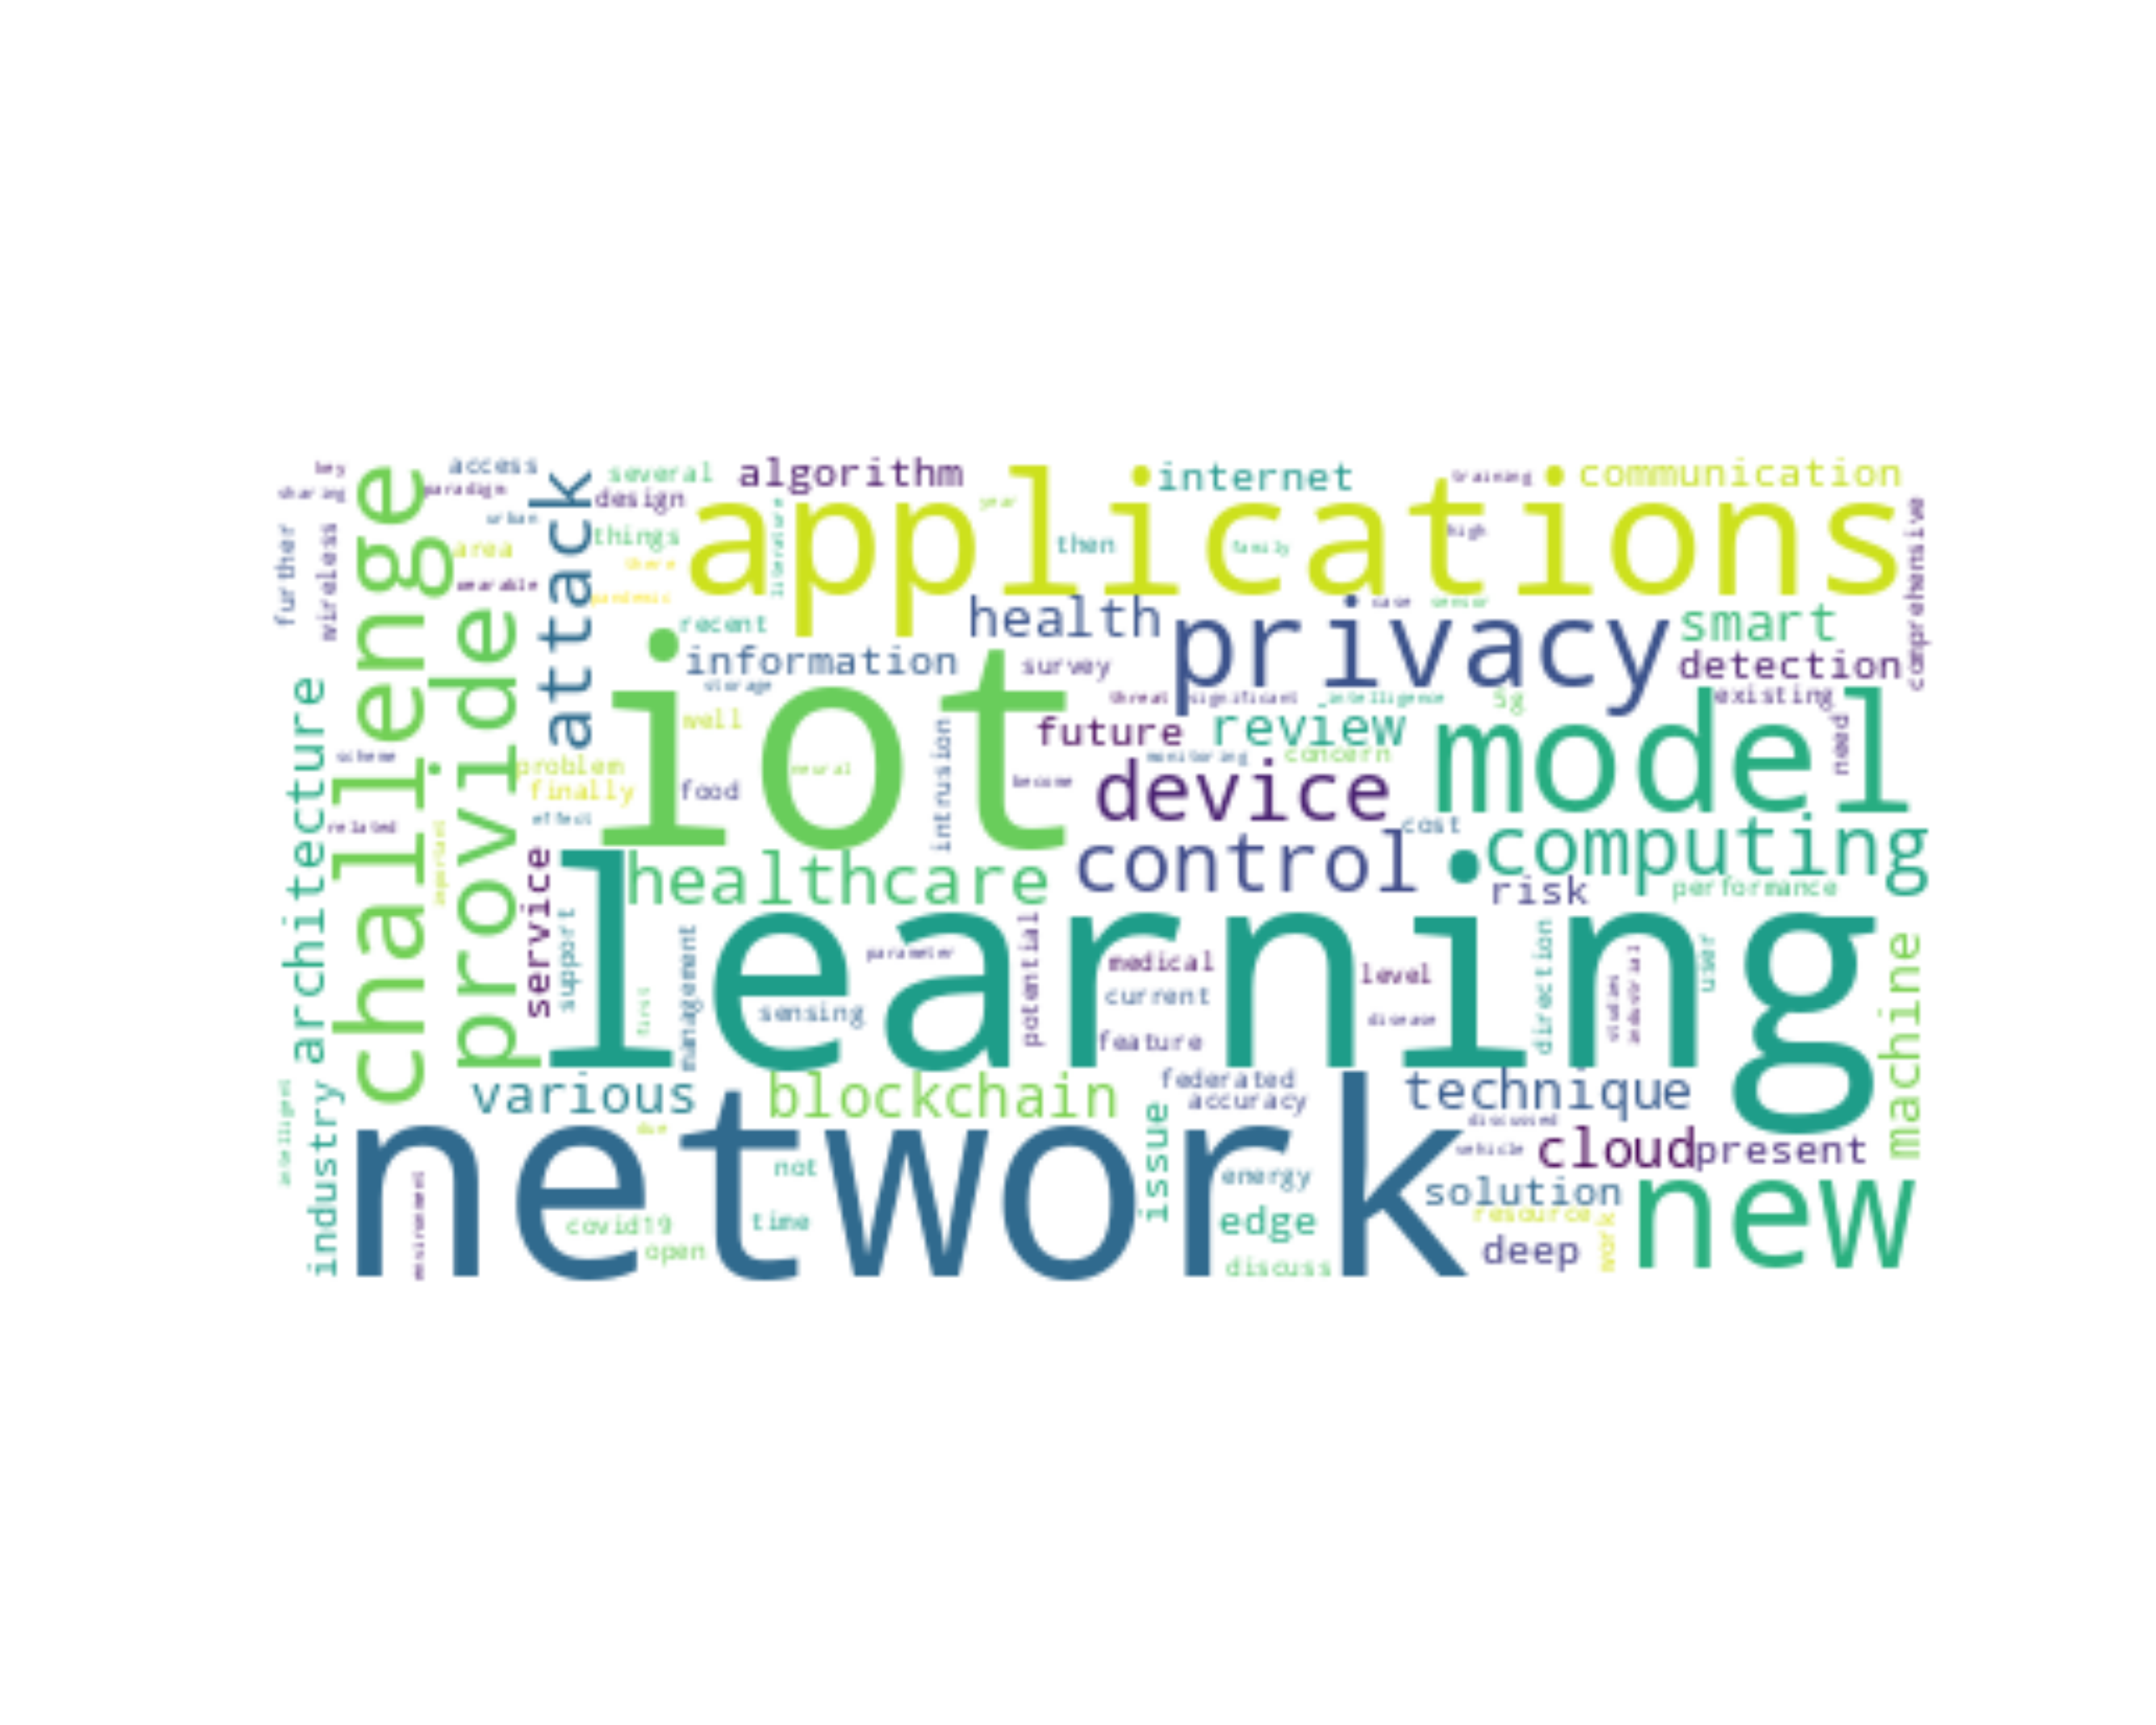 key
access
several
algorithm
internet
training
communication
sharing
paradigm
design
applications
year
urban
things
then
family
high
area
there
literature
wearable
pandemic
further
wireless
challenge
attack
comprehensive
health
privacy
case
sensor
smart
recent
information
survey
detection
storage
threat
significant
intelligence
5g
existing
iot
well
future
review
model
need
provide
intrusion
monitoring
concern
scheme
problem
neural
become
device
finally
food
architecture
related
effect
important
cost
computing
healthcare
control
risk
performance
service
learning
support
management
parameter
potential
medical
level
direction
industrial
user
machine
current
sensing
first
feature
disease
various
blockchain
federated
accuracy
technique
intelligent
industry
network
due
discussed
issue
vehicle
cloud
present
not
energy
solution
new
covid19
time
edge
resource
open
deep
work
discuss